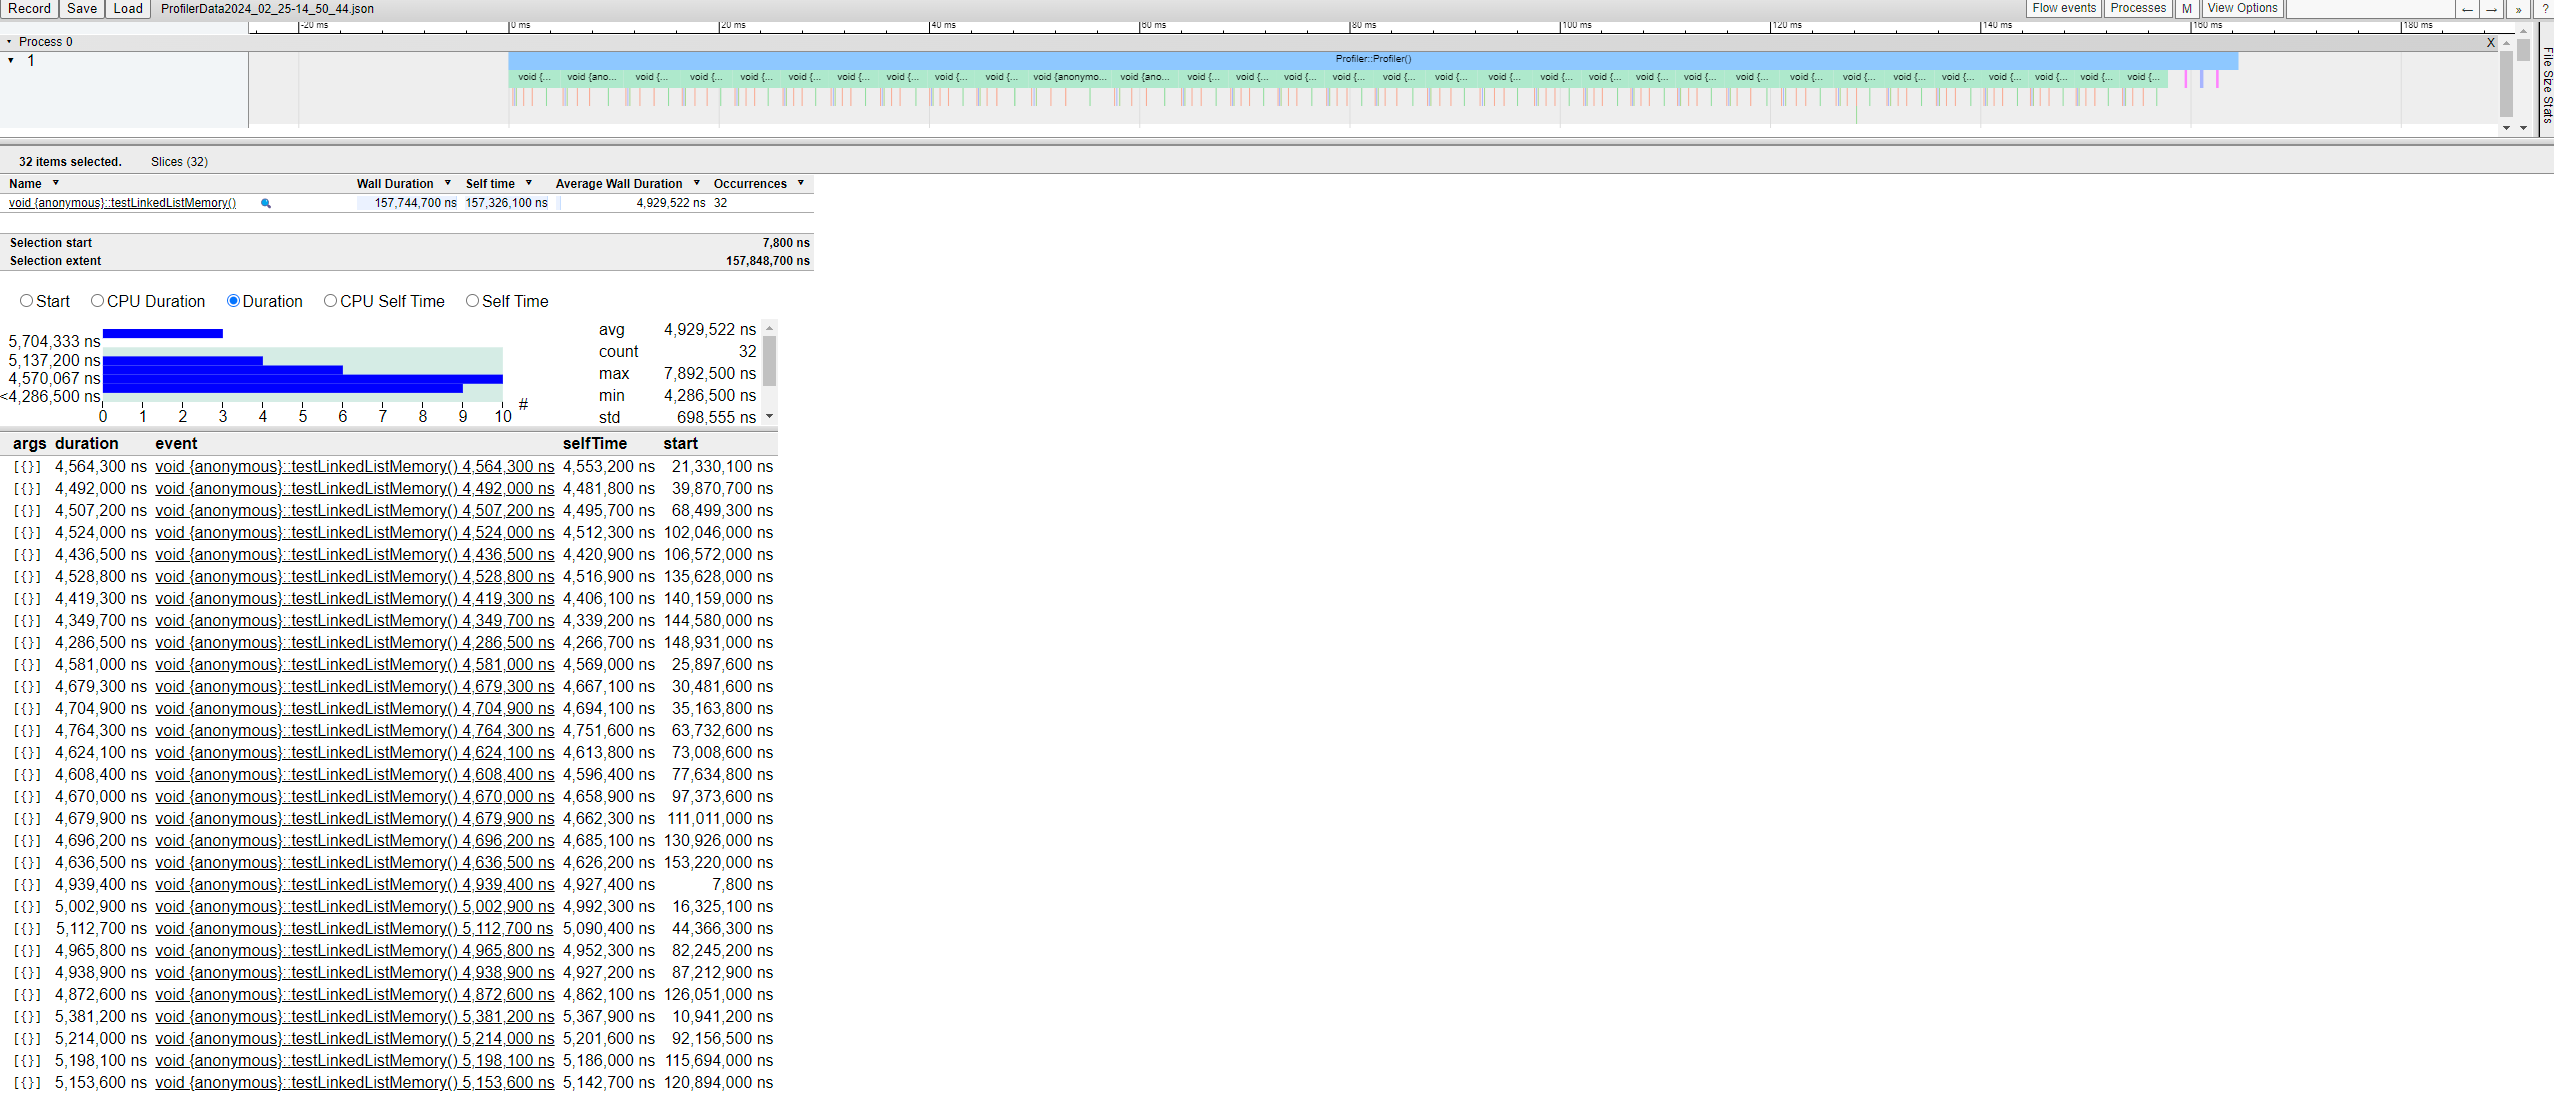 Record Save Load ProfilerData2024_02_25-14_50_44.json Flow events Processes M View Options ← → » ?
-20 ms 0 ms 20 ms 40 ms 60 ms 80 ms 100 ms 120 ms 140 ms 160 ms 180 ms
Process 0 X
1
Profiler::Profiler()
void {... void {ano... void {... void {... void {... void {... void {... void {... void {... void {... void {anonymo... void {ano... void {... void {... void {... void {... void {... void {... void {... void {... void {... void {... void {... void {... void {... void {... void {... void {... void {... void {... void {... void {...
File Size Stats
32 items selected. Slices (32)
Name Wall Duration Self time Average Wall Duration Occurrences
void {anonymous}::testLinkedListMemory() 157,744,700 ns 157,326,100 ns 4,929,522 ns 32
Selection start 7,800 ns
Selection extent 157,848,700 ns
Start CPU Duration Duration CPU Self Time Self Time
5,704,333 ns
5,137,200 ns
4,570,067 ns
<4,286,500 ns
0 1 2 3 4 5 6 7 8 9 10 #
avg 4,929,522 ns
count 32
max 7,892,500 ns
min 4,286,500 ns
std 698,555 ns
args duration event selfTime start
[{}] 4,564,300 ns void {anonymous}::testLinkedListMemory() 4,564,300 ns 4,553,200 ns 21,330,100 ns
[{}] 4,492,000 ns void {anonymous}::testLinkedListMemory() 4,492,000 ns 4,481,800 ns 39,870,700 ns
[{}] 4,507,200 ns void {anonymous}::testLinkedListMemory() 4,507,200 ns 4,495,700 ns 68,499,300 ns
[{}] 4,524,000 ns void {anonymous}::testLinkedListMemory() 4,524,000 ns 4,512,300 ns 102,046,000 ns
[{}] 4,436,500 ns void {anonymous}::testLinkedListMemory() 4,436,500 ns 4,420,900 ns 106,572,000 ns
[{}] 4,528,800 ns void {anonymous}::testLinkedListMemory() 4,528,800 ns 4,516,900 ns 135,628,000 ns
[{}] 4,419,300 ns void {anonymous}::testLinkedListMemory() 4,419,300 ns 4,406,100 ns 140,159,000 ns
[{}] 4,349,700 ns void {anonymous}::testLinkedListMemory() 4,349,700 ns 4,339,200 ns 144,580,000 ns
[{}] 4,286,500 ns void {anonymous}::testLinkedListMemory() 4,286,500 ns 4,266,700 ns 148,931,000 ns
[{}] 4,581,000 ns void {anonymous}::testLinkedListMemory() 4,581,000 ns 4,569,000 ns 25,897,600 ns
[{}] 4,679,300 ns void {anonymous}::testLinkedListMemory() 4,679,300 ns 4,667,100 ns 30,481,600 ns
[{}] 4,704,900 ns void {anonymous}::testLinkedListMemory() 4,704,900 ns 4,694,100 ns 35,163,800 ns
[{}] 4,764,300 ns void {anonymous}::testLinkedListMemory() 4,764,300 ns 4,751,600 ns 63,732,600 ns
[{}] 4,624,100 ns void {anonymous}::testLinkedListMemory() 4,624,100 ns 4,613,800 ns 73,008,600 ns
[{}] 4,608,400 ns void {anonymous}::testLinkedListMemory() 4,608,400 ns 4,596,400 ns 77,634,800 ns
[{}] 4,670,000 ns void {anonymous}::testLinkedListMemory() 4,670,000 ns 4,658,900 ns 97,373,600 ns
[{}] 4,679,900 ns void {anonymous}::testLinkedListMemory() 4,679,900 ns 4,662,300 ns 111,011,000 ns
[{}] 4,696,200 ns void {anonymous}::testLinkedListMemory() 4,696,200 ns 4,685,100 ns 130,926,000 ns
[{}] 4,636,500 ns void {anonymous}::testLinkedListMemory() 4,636,500 ns 4,626,200 ns 153,220,000 ns
[{}] 4,939,400 ns void {anonymous}::testLinkedListMemory() 4,939,400 ns 4,927,400 ns 7,800 ns
[{}] 5,002,900 ns void {anonymous}::testLinkedListMemory() 5,002,900 ns 4,992,300 ns 16,325,100 ns
[{}] 5,112,700 ns void {anonymous}::testLinkedListMemory() 5,112,700 ns 5,090,400 ns 44,366,300 ns
[{}] 4,965,800 ns void {anonymous}::testLinkedListMemory() 4,965,800 ns 4,952,300 ns 82,245,200 ns
[{}] 4,938,900 ns void {anonymous}::testLinkedListMemory() 4,938,900 ns 4,927,200 ns 87,212,900 ns
[{}] 4,872,600 ns void {anonymous}::testLinkedListMemory() 4,872,600 ns 4,862,100 ns 126,051,000 ns
[{}] 5,381,200 ns void {anonymous}::testLinkedListMemory() 5,381,200 ns 5,367,900 ns 10,941,200 ns
[{}] 5,214,000 ns void {anonymous}::testLinkedListMemory() 5,214,000 ns 5,201,600 ns 92,156,500 ns
[{}] 5,198,100 ns void {anonymous}::testLinkedListMemory() 5,198,100 ns 5,186,000 ns 115,694,000 ns
[{}] 5,153,600 ns void {anonymous}::testLinkedListMemory() 5,153,600 ns 5,142,700 ns 120,894,000 ns